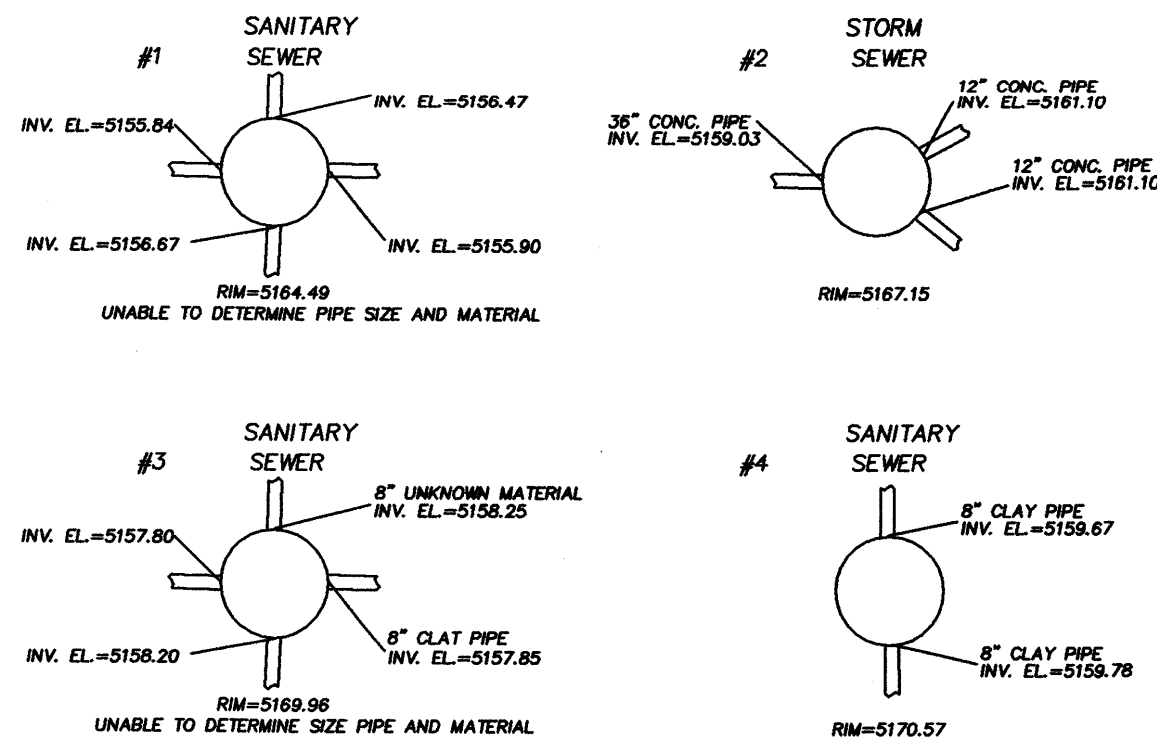 SANITARY
#1 SEWER
INV. EL.=5156.47
INV. EL.=5155.84
INV. EL.=5156.67
INV. EL.=5155.90
RIM=5164.49
UNABLE TO DETERMINE PIPE SIZE AND MATERIAL
STORM
#2 SEWER
12" CONC. PIPE
INV. EL.=5161.10
36" CONC. PIPE
INV. EL.=5159.03
12" CONC. PIPE
INV. EL.=5161.10
RIM=5167.15
SANITARY
#3 SEWER
8" UNKNOWN MATERIAL
INV. EL.=5158.25
INV. EL.=5157.80
8" CLAT PIPE
INV. EL.=5157.85
INV. EL.=5158.20
RIM=5169.96
UNABLE TO DETERMINE SIZE PIPE AND MATERIAL
SANITARY
#4 SEWER
8" CLAY PIPE
INV. EL.=5159.67
8" CLAY PIPE
INV. EL.=5159.78
RIM=5170.57